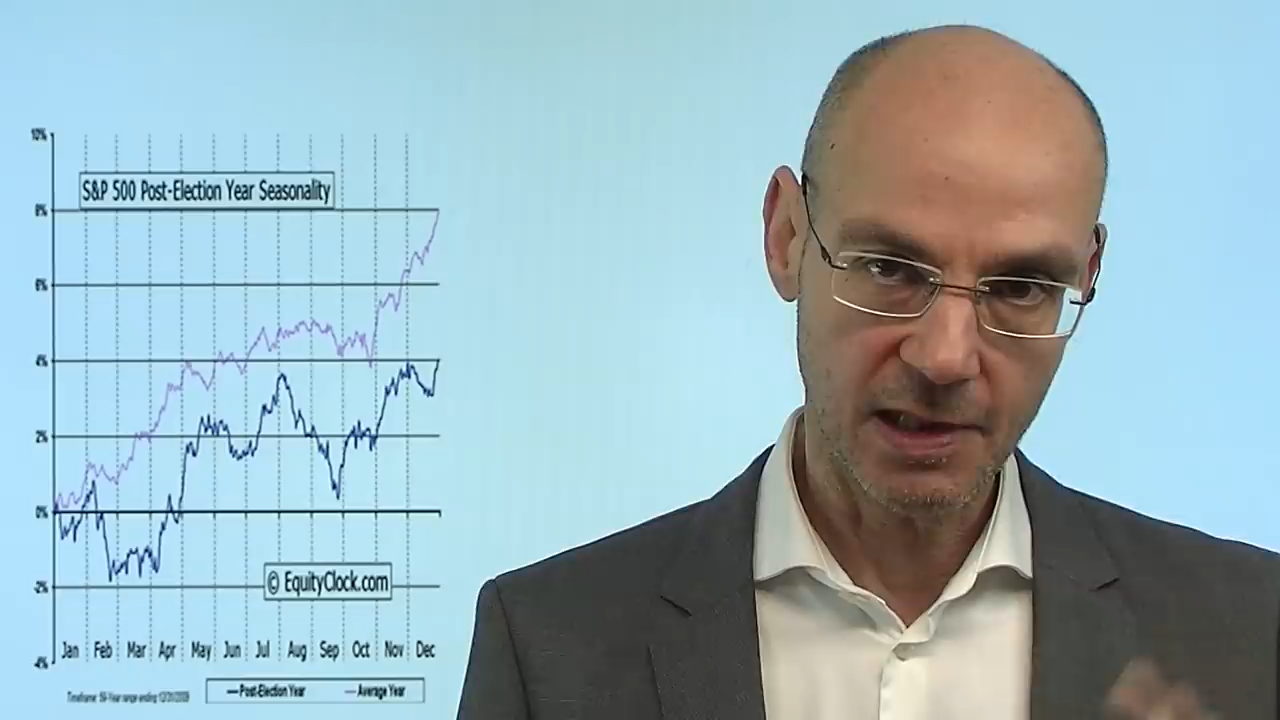 10%
S&P 500 Post-Election Year Seasonality
8%
6%
4%
2%
0%
© EquityClock.com
-2%
Jan Feb Mar Apr May Jun Jul Aug Sep Oct Nov Dec
-4%
Post-Election Year Average Year